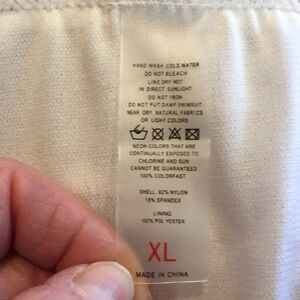 HAND WASH COLD WATER
DO NOT BLEACH
LINE DRY NOT
IN DIRECT SUNLIGHT
DO NOT IRON
DO NOT PUT DAMP SWIMSUIT
NEAR DRY, NATURAL FABRICS
OR LIGHT COLORS
NEON COLORS THAT ARE
CONTINUALLY EXPOSED TO
CHLORINE AND SUN
CANNOT BE GUARANTEED
100% COLORFAST
SHELL: 82% NYLON
18% SPANDEX
LINING:
100% POLYESTER
XL
MADE IN CHINA